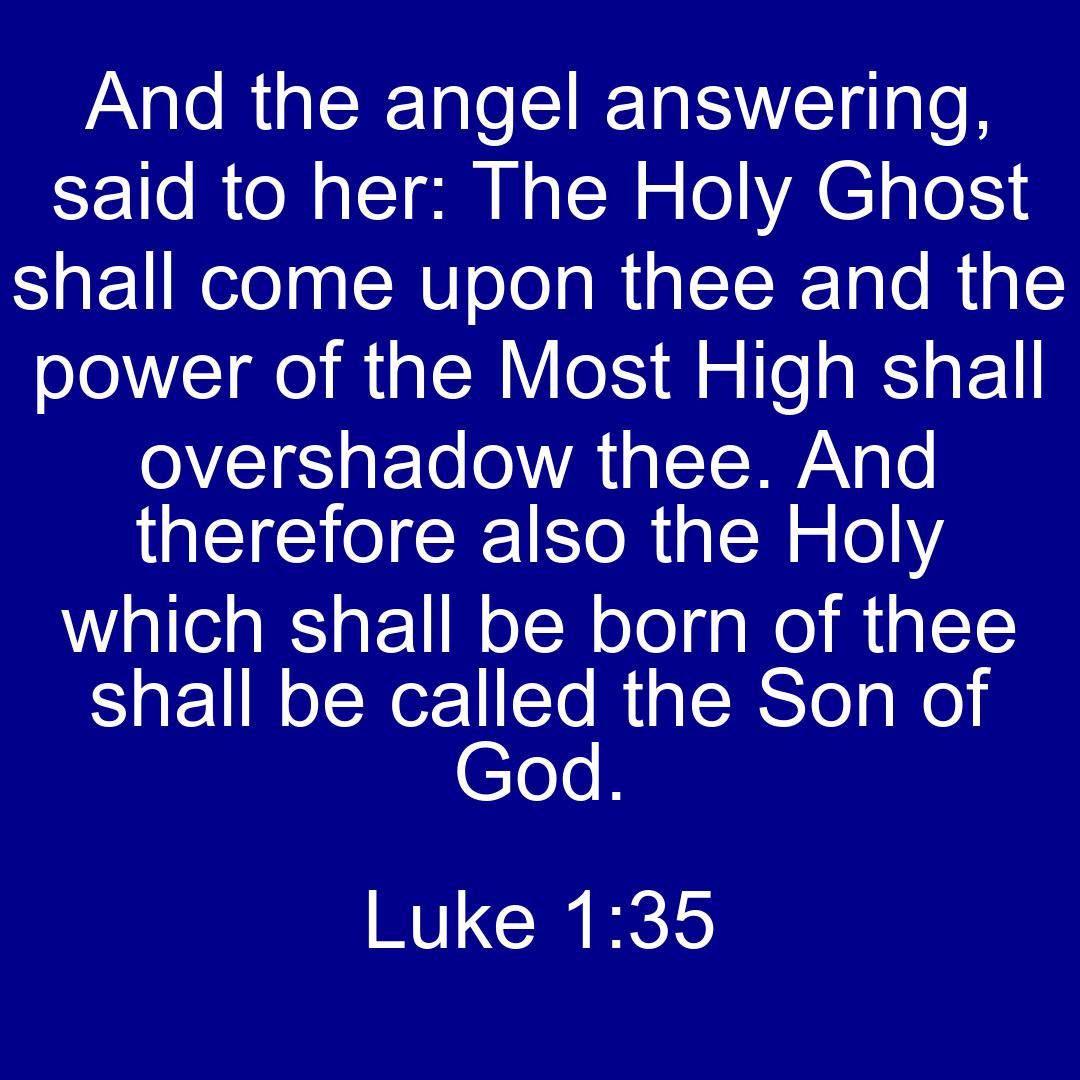 And the angel answering,
said to her: The Holy Ghost
shall come upon thee and the
power of the Most High shall
overshadow thee. And
therefore also the Holy
which shall be born of thee
shall be called the Son of
God.
Luke 1:35